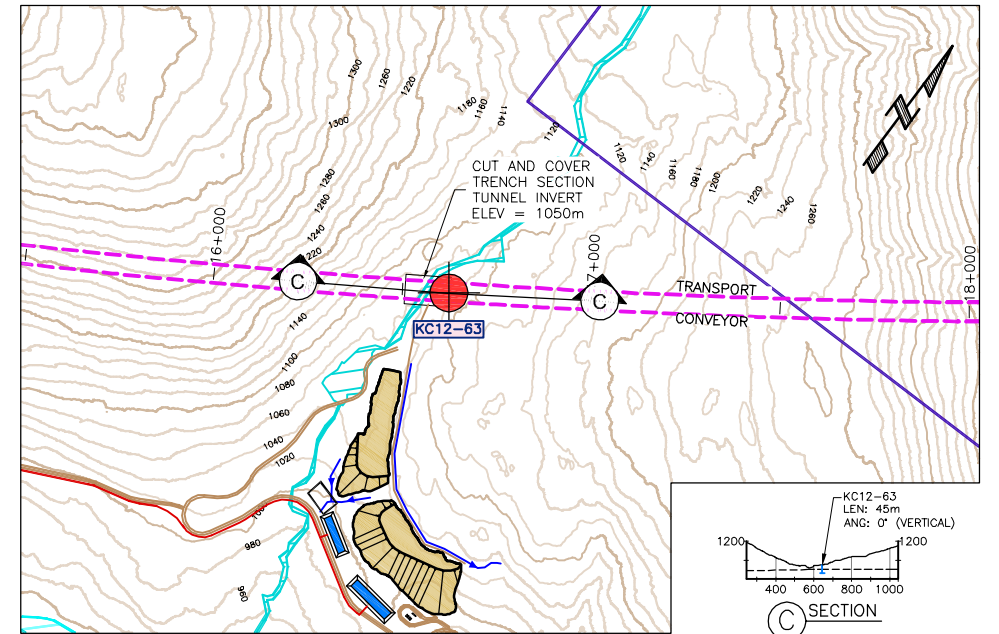 1300
1260
1220
1180
1160
1140
1300
1120
1120
1140
1160
1180
1200
1220
1240
1260
CUT AND COVER
TRENCH SECTION
TUNNEL INVERT
ELEV = 1050m
1280
1260
1240
1220
16+000
17+000
18+000
C
C
TRANSPORT
CONVEYOR
KC12-63
1140
1100
1080
1060
1040
1020
980
960
KC12-63
LEN: 45m
ANG: 0° (VERTICAL)
1200
1200
400 600 800 1000
C SECTION